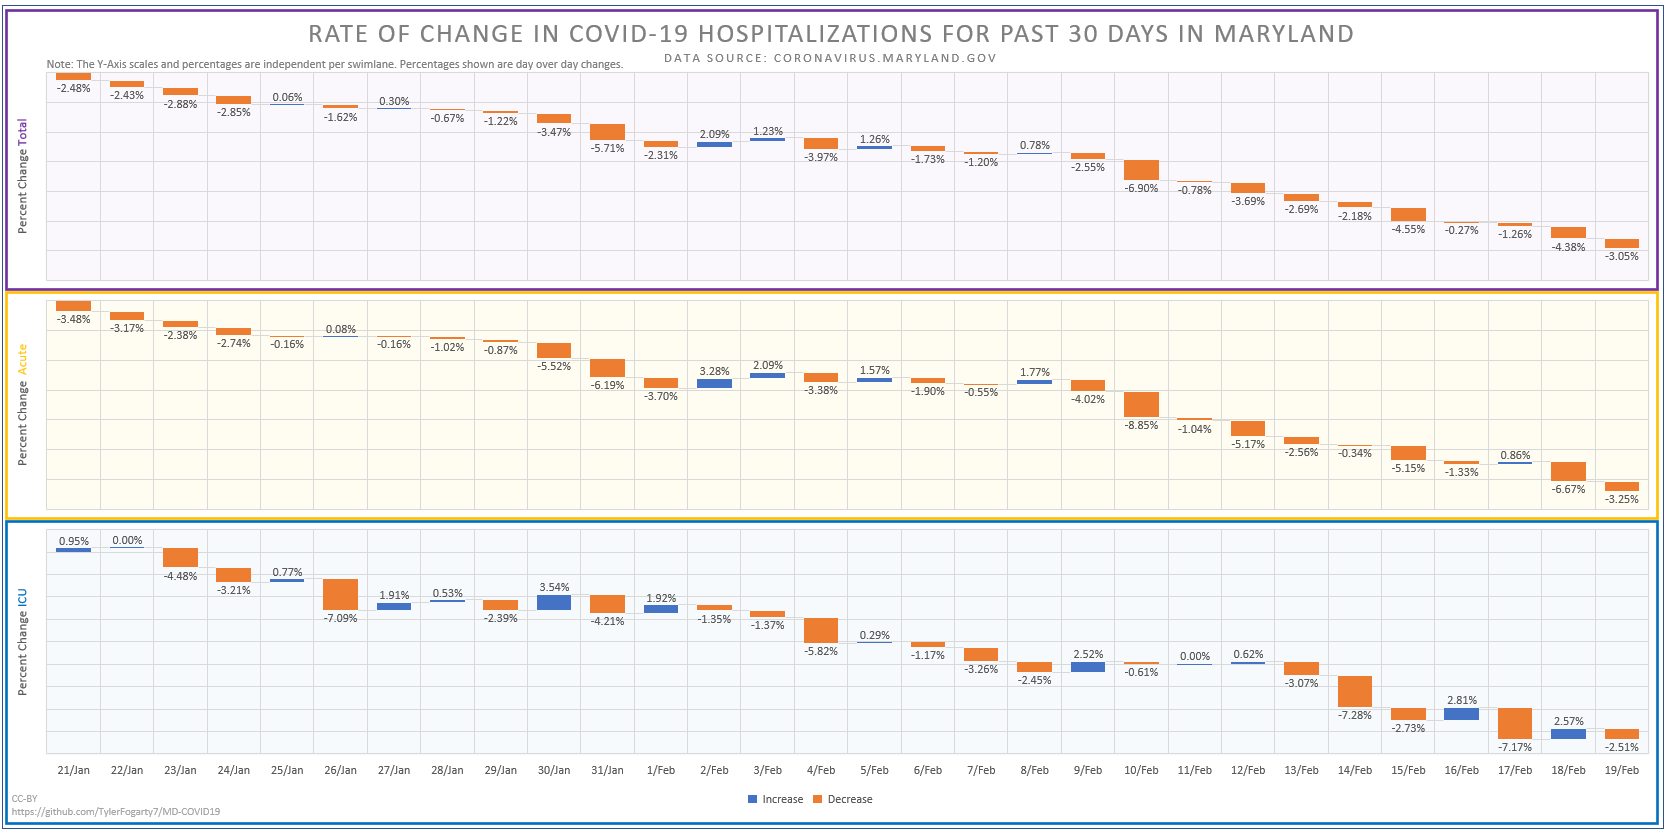 RATE OF CHANGE IN COVID-19 HOSPITALIZATIONS FOR PAST 30 DAYS IN MARYLAND
DATA SOURCE: CORONAVIRUS.MARYLAND.GOV
Note: The Y-Axis scales and percentages are independent per swimlane. Percentages shown are day over day changes.
Percent Change Total
-2.48% -2.43% -2.88% -2.85% 0.06% -1.62% 0.30% -0.67% -1.22% -3.47% -5.71% -2.31% 2.09% 1.23% -3.97% 1.26% -1.73% -1.20% 0.78% -2.55% -6.90% -0.78% -3.69% -2.69% -2.18% -4.55% -0.27% -1.26% -4.38% -3.05%
Percent Change Acute
-3.48% -3.17% -2.38% -2.74% -0.16% 0.08% -0.16% -1.02% -0.87% -5.52% -6.19% -3.70% 3.28% 2.09% -3.38% 1.57% -1.90% -0.55% 1.77% -4.02% -8.85% -1.04% -5.17% -2.56% -0.34% -5.15% -1.33% 0.86% -6.67% -3.25%
Percent Change ICU
0.95% 0.00% -4.48% -3.21% 0.77% -7.09% 1.91% 0.53% -2.39% 3.54% -4.21% 1.92% -1.35% -1.37% -5.82% 0.29% -1.17% -3.26% -2.45% 2.52% -0.61% 0.00% 0.62% -3.07% -7.28% -2.73% 2.81% -7.17% 2.57% -2.51%
21/Jan 22/Jan 23/Jan 24/Jan 25/Jan 26/Jan 27/Jan 28/Jan 29/Jan 30/Jan 31/Jan 1/Feb 2/Feb 3/Feb 4/Feb 5/Feb 6/Feb 7/Feb 8/Feb 9/Feb 10/Feb 11/Feb 12/Feb 13/Feb 14/Feb 15/Feb 16/Feb 17/Feb 18/Feb 19/Feb
Increase Decrease
CC-BY
https://github.com/TylerFogarty7/MD-COVID19